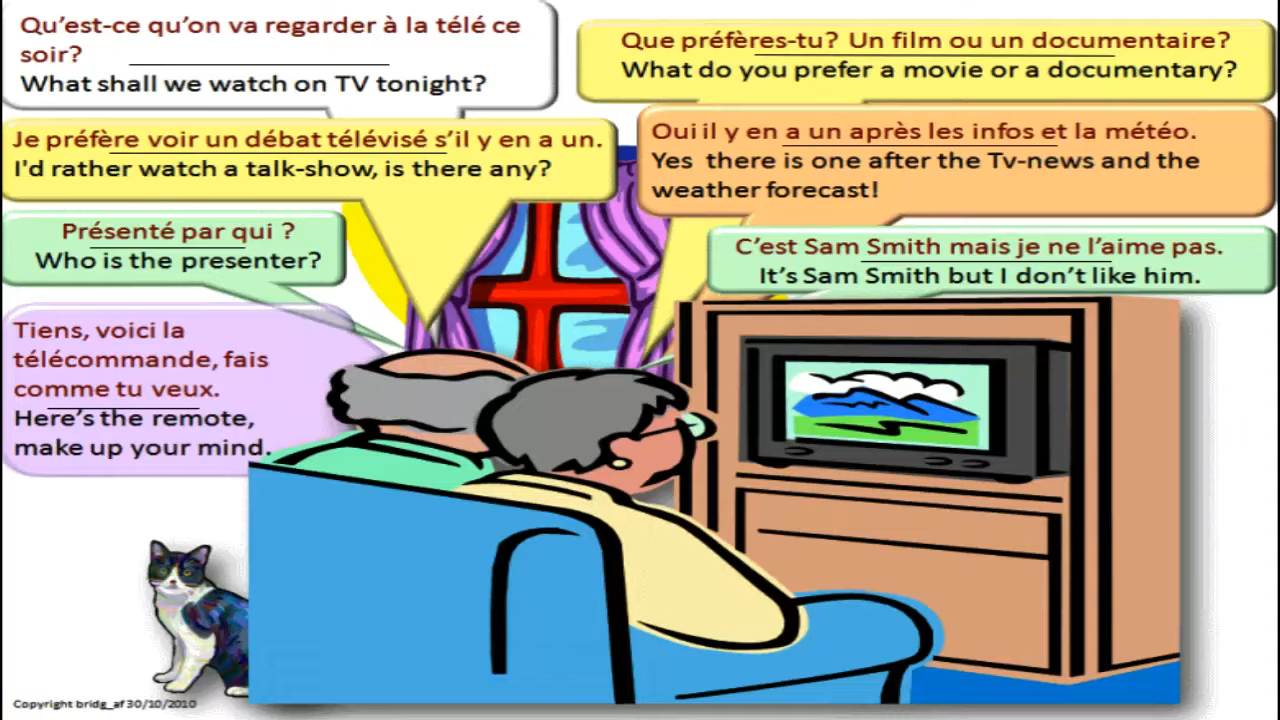 Qu’est-ce qu’on va regarder à la télé ce
soir?
What shall we watch on TV tonight?
Que préfères-tu? Un film ou un documentaire?
What do you prefer a movie or a documentary?
Je préfère voir un débat télévisé s’il y en a un.
I'd rather watch a talk-show, is there any?
Oui il y en a un après les infos et la météo.
Yes there is one after the Tv-news and the
weather forecast!
Présenté par qui ?
Who is the presenter?
C’est Sam Smith mais je ne l’aime pas.
It’s Sam Smith but I don’t like him.
Tiens, voici la
télécommande, fais
comme tu veux.
Here’s the remote,
make up your mind.
Copyright bridg_af 30/10/2010